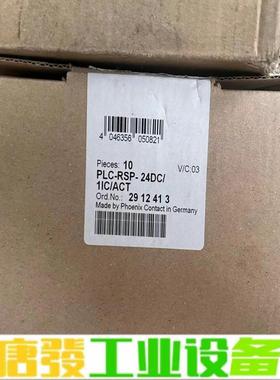 4 046356 050821
Pieces: 10
V/C:03
PLC-RSP- 24DC/
1IC/ACT
Ord.No.: 29 12 41 3
Made by Phoenix Contact in Germany
唐發工业设备